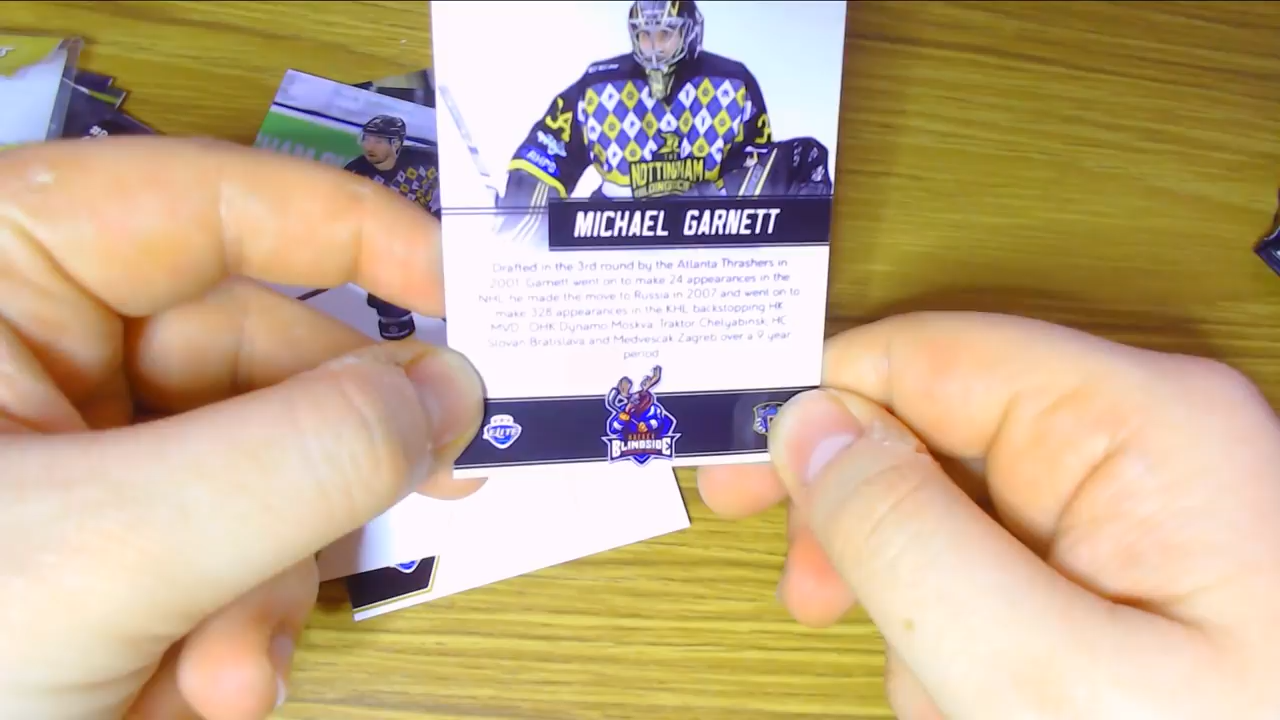 34
THE
NOTTINGHAM
MICHAEL GARNETT
Drafted in the 3rd round by the Atlanta Thrashers in
2001. Garnett went on to make 24 appearances in the
NHL, he made the move to Russia in 2007 and went on to
make 328 appearances in the KHL backstopping HK
MVD, OHK Dynamo Moskva, Traktor Chelyabinsk, HC
Slovan Bratislava and Medvescak Zagreb over a 9 year
period
ELITE
BLINDSIDE